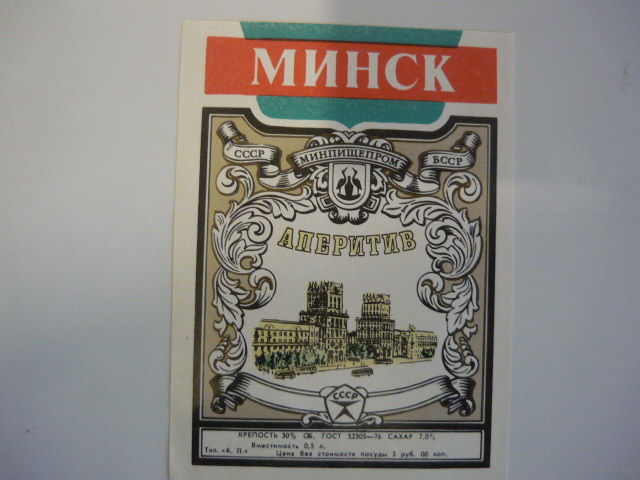 МИНСК
СССР МИНПИЩЕПРОМ БССР
АПЕРИТИВ
СССР
КРЕПОСТЬ 30% Об. ГОСТ 52305—76 САХАР 7,0%
Вместимость 0,5 л.
Тип. «К. П.» Цена без стоимости посуды 3 руб. 00 коп.